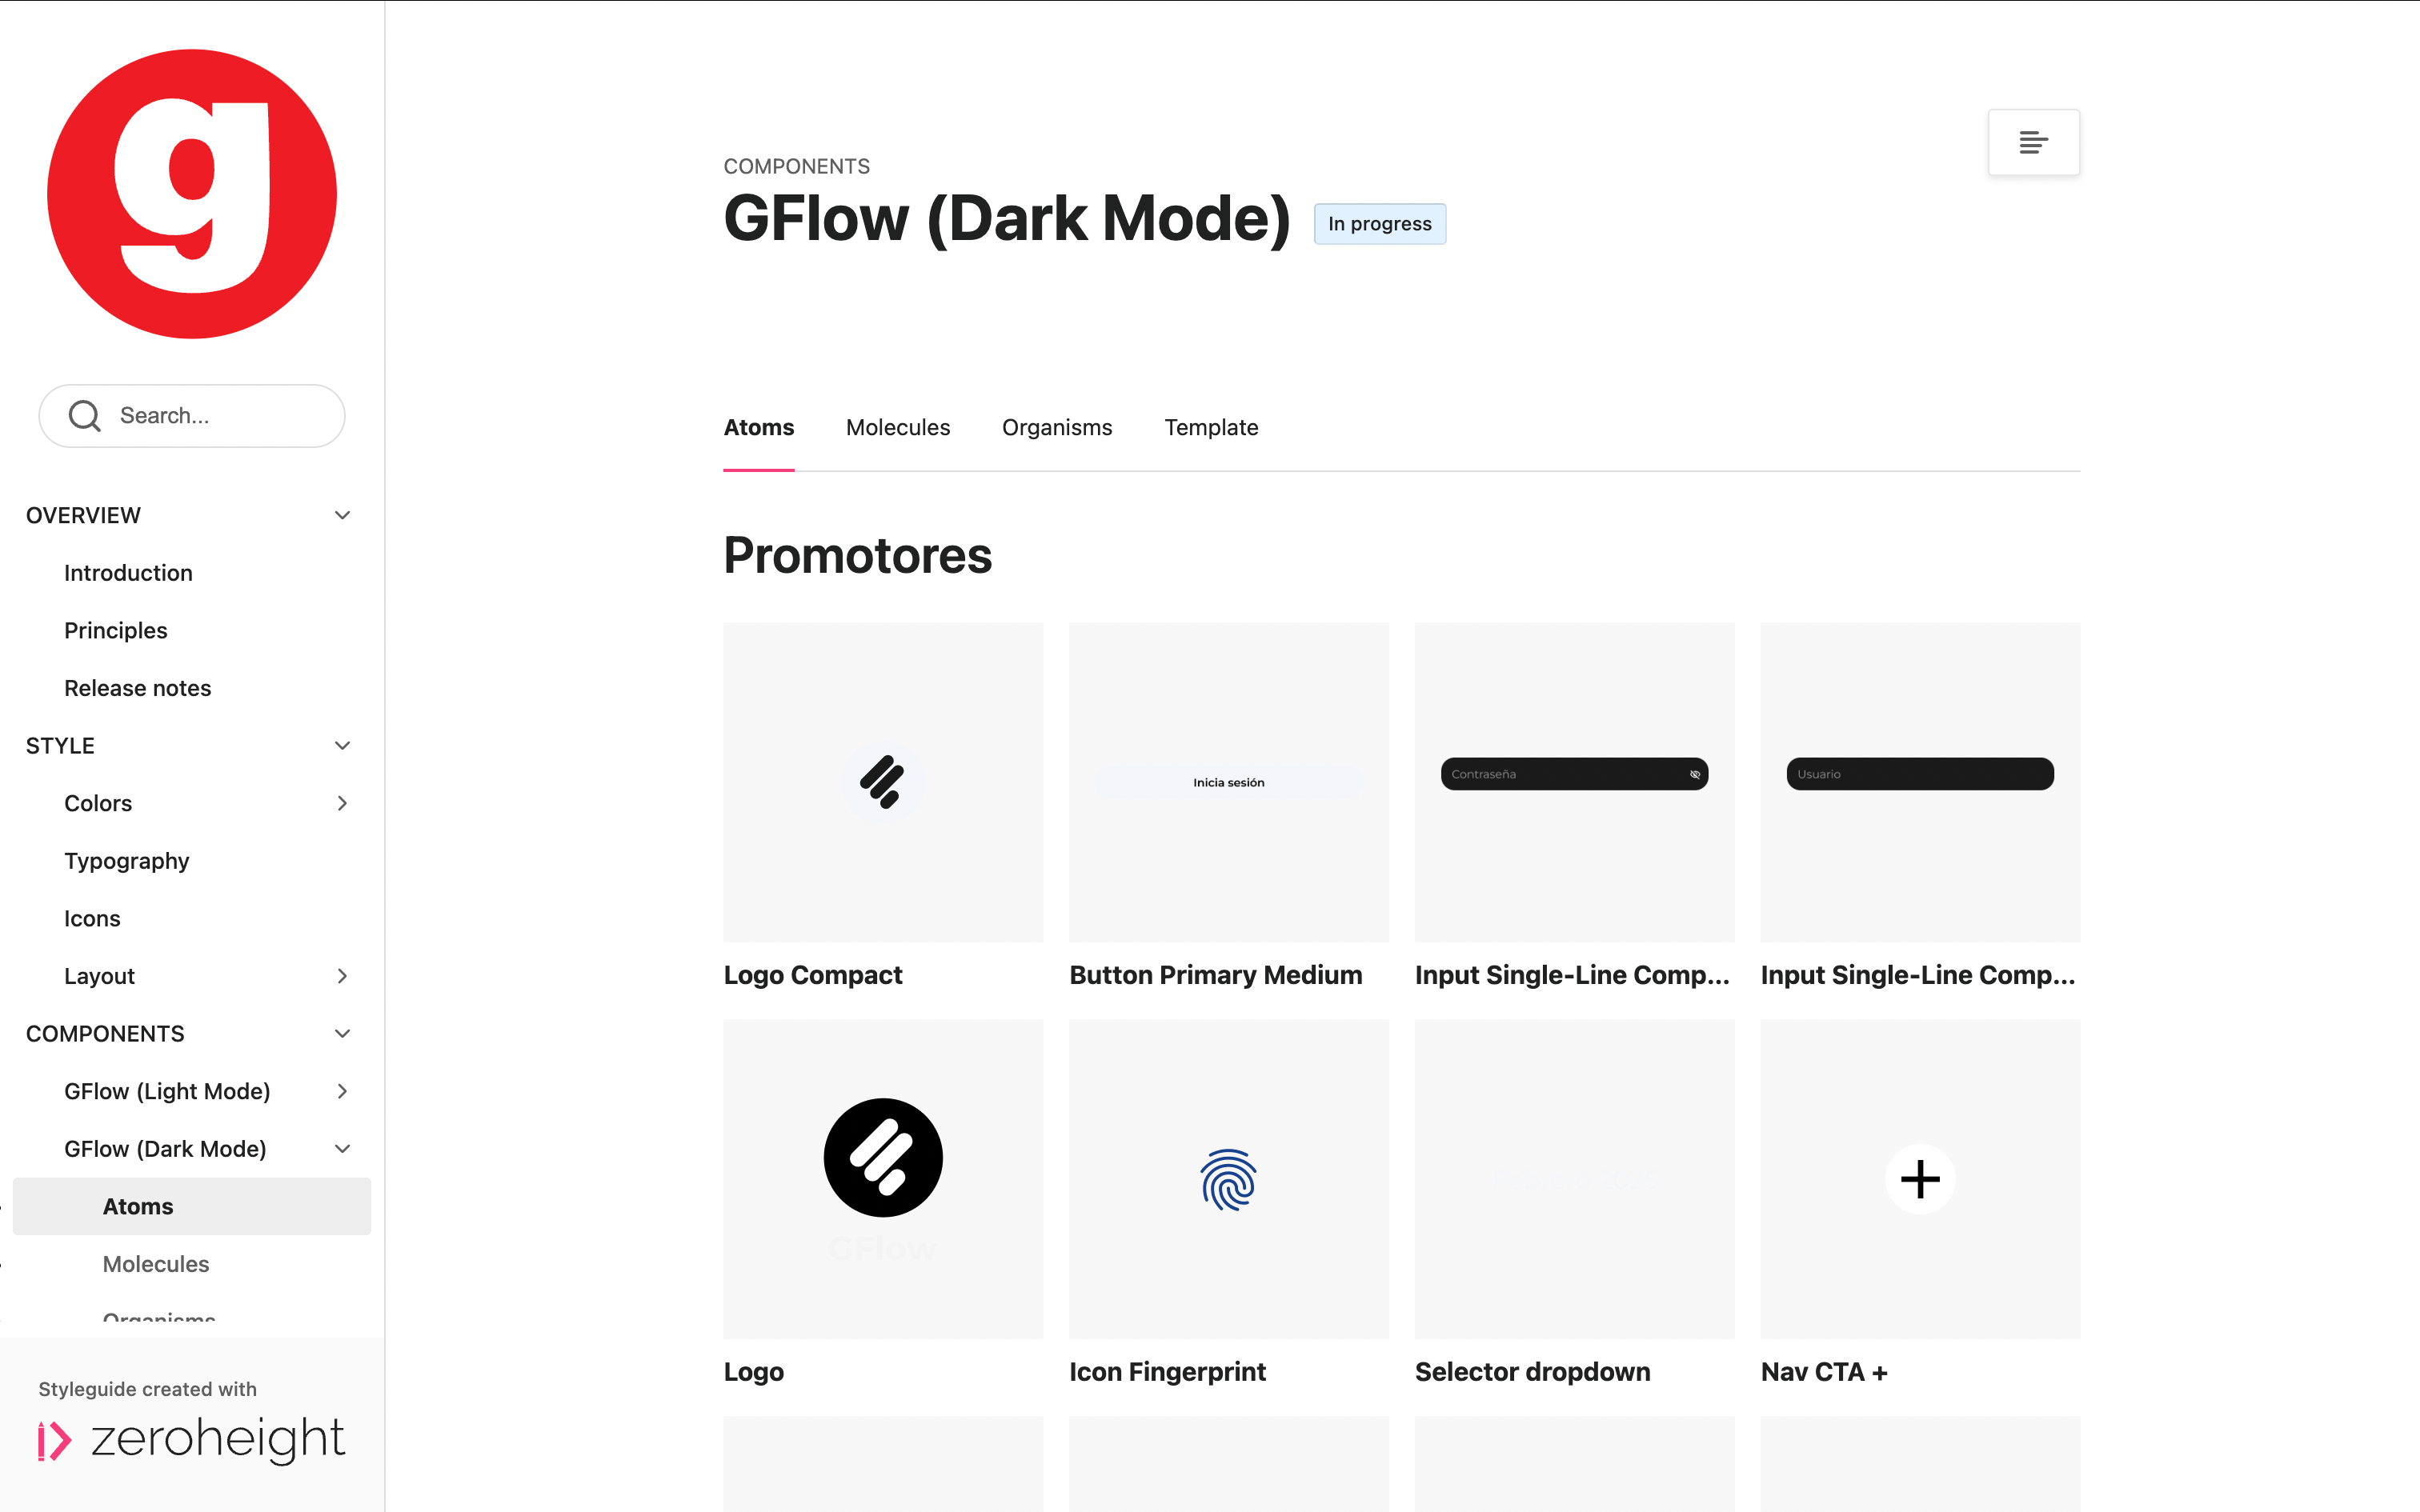 g
Search...
OVERVIEW
Introduction
Principles
Release notes
STYLE
Colors
Typography
Icons
Layout
COMPONENTS
GFlow (Light Mode)
GFlow (Dark Mode)
Atoms
Molecules
Organisms
Styleguide created with
zeroheight
COMPONENTS
GFlow (Dark Mode)
In progress
Atoms
Molecules
Organisms
Template
Promotores
Inicia sesión
Contraseña
Usuario
Logo Compact
Button Primary Medium
Input Single-Line Comp...
Input Single-Line Comp...
GFlow
Logo
Icon Fingerprint
Selector dropdown
Nav CTA +